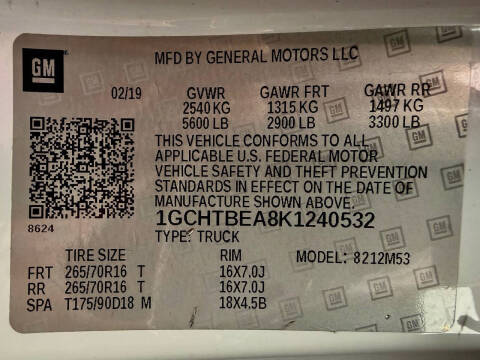 GM
MFD BY GENERAL MOTORS LLC
02/19 GVWR GAWR FRT GAWR RR
2540 KG 1315 KG 1497 KG
5600 LB 2900 LB 3300 LB
THIS VEHICLE CONFORMS TO ALL
APPLICABLE U.S. FEDERAL MOTOR
VEHICLE SAFETY AND THEFT PREVENTION
STANDARDS IN EFFECT ON THE DATE OF
MANUFACTURE SHOWN ABOVE.
8624 1GCHTBEA8K1240532
TYPE: TRUCK
TIRE SIZE RIM MODEL: 8212M53
FRT 265/70R16 T 16X7.0J
RR 265/70R16 T 16X7.0J
SPA T175/90D18 M 18X4.5B